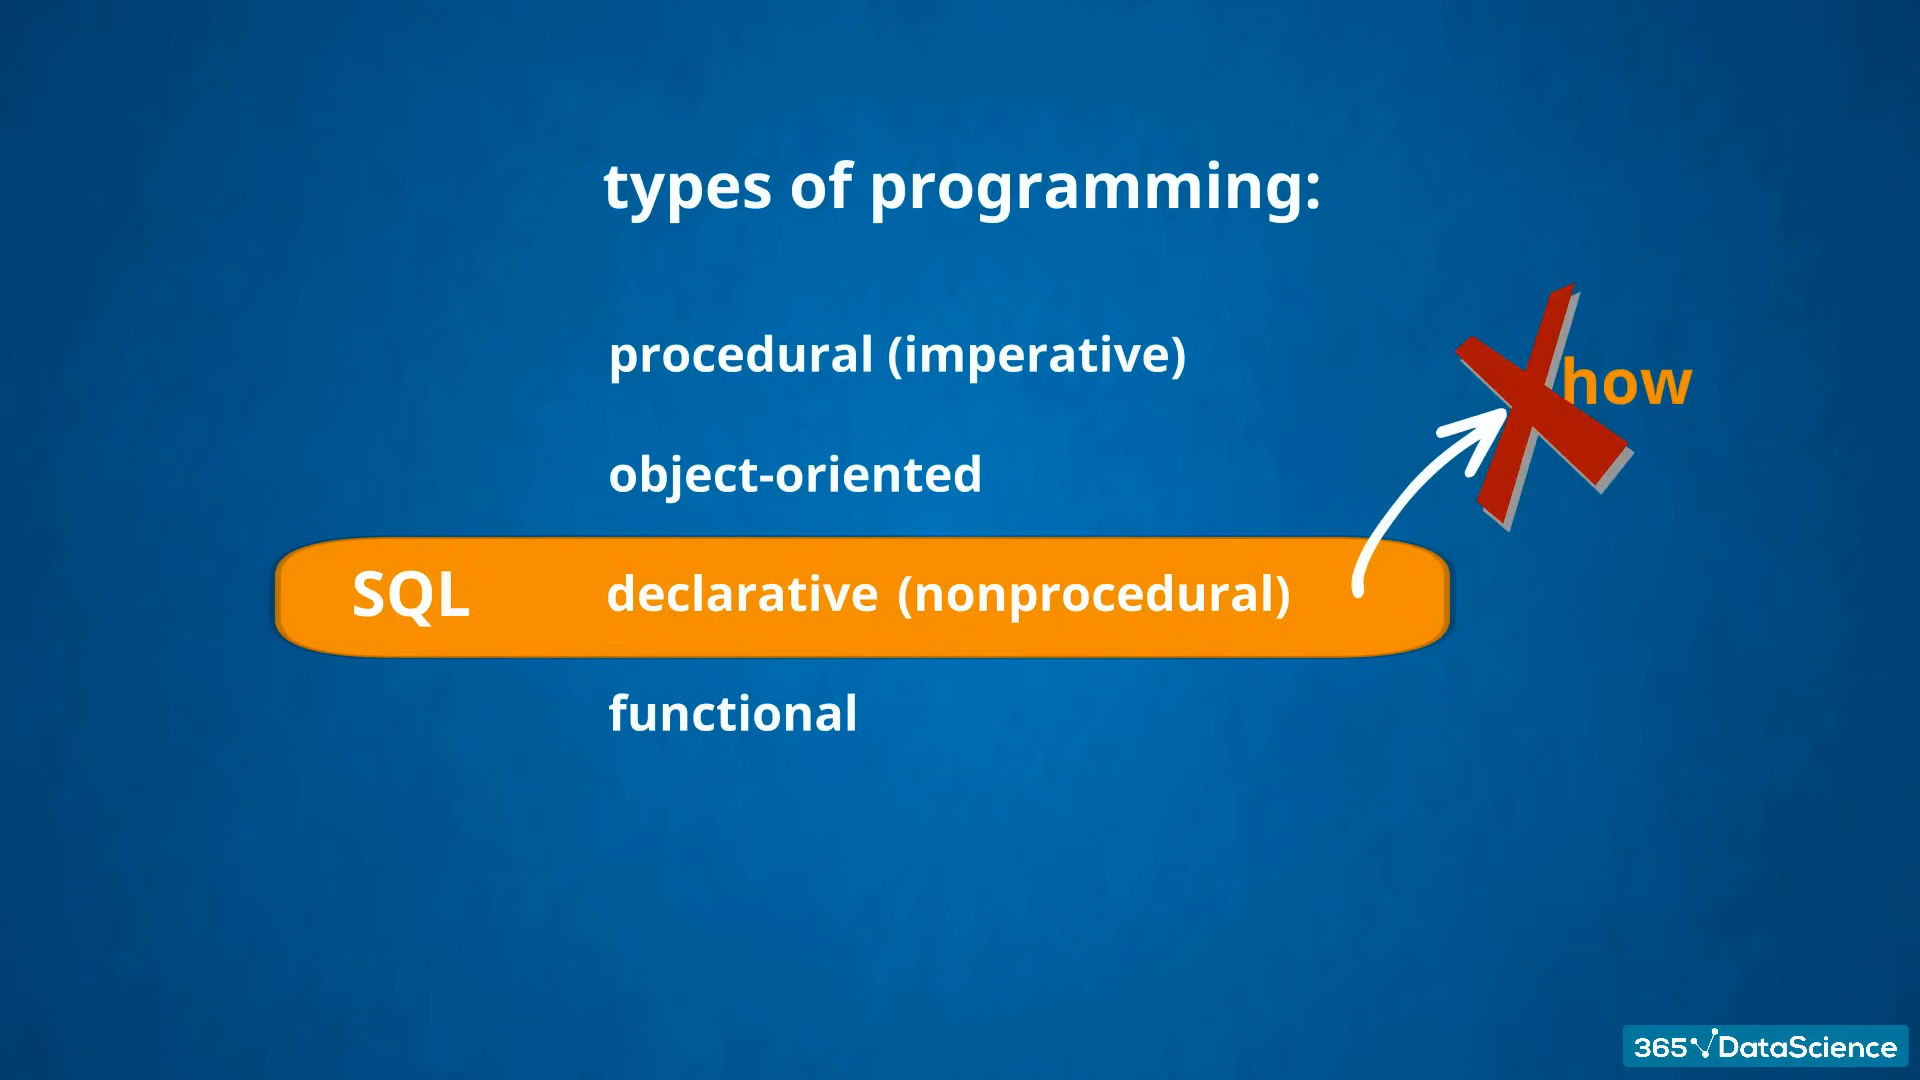 types of programming:
procedural (imperative)
how
object-oriented
SQL declarative (nonprocedural)
functional
365 DataScience